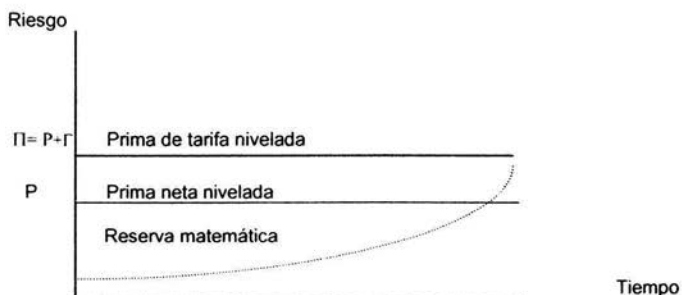 Riesgo
Π= P+Γ
Prima de tarifa nivelada
P
Prima neta nivelada
Reserva matemática
Tiempo